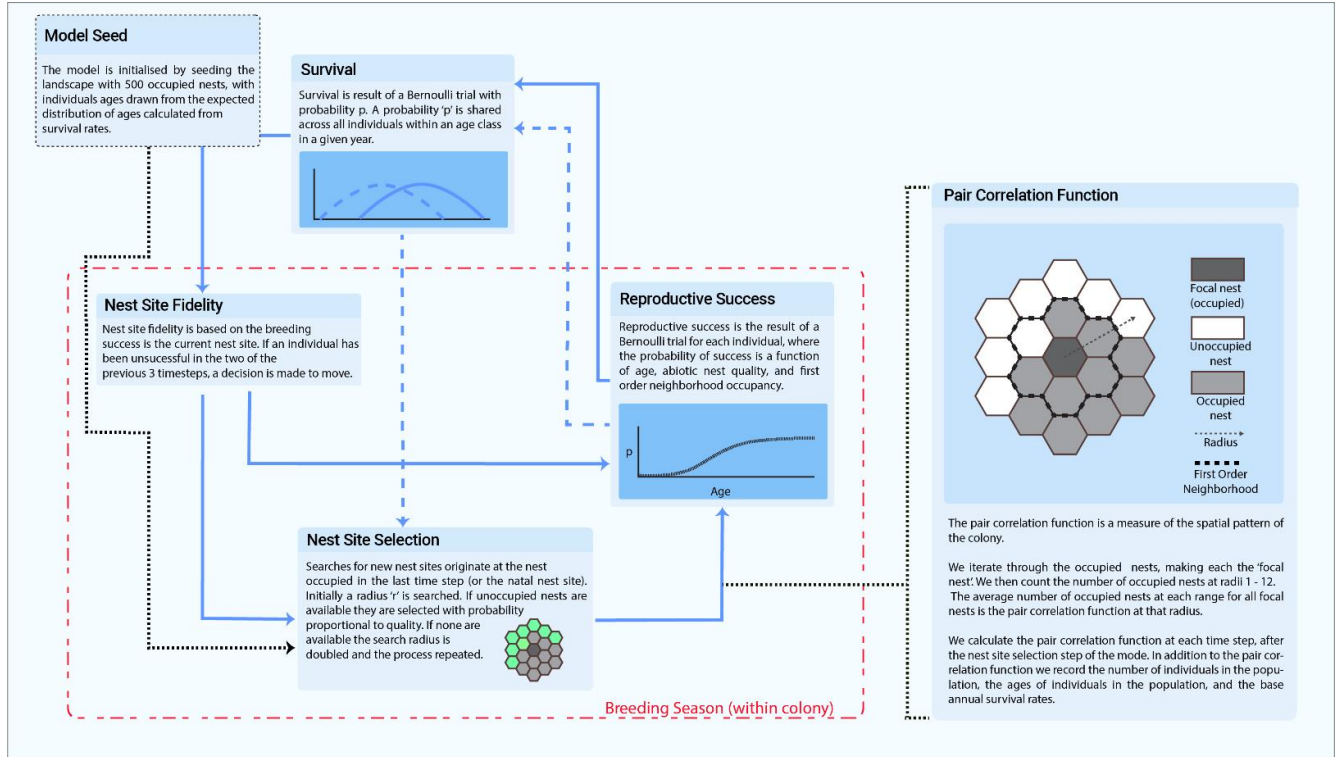 Model Seed
The model is initialised by seeding the
landscape with 500 occupied nests, with
individuals ages drawn from the expected
distribution of ages calculated from
survival rates.
Survival
Survival is result of a Bernoulli trial with
probability p. A probability ‘p’ is shared
across all individuals within an age class
in a given year.
Nest Site Fidelity
Nest site fidelity is based on the breeding
success is the current nest site. If an individual has
been unsucessful in the two of the
previous 3 timesteps, a decision is made to move.
Reproductive Success
Reproductive success is the result of a
Bernoulli trial for each individual, where
the probability of success is a function
of age, abiotic nest quality, and first
order neighborhood occupancy.
p
Age
Nest Site Selection
Searches for new nest sites originate at the nest
occupied in the last time step (or the natal nest site).
Initially a radius ‘r’ is searched. If unoccupied nests are
available they are selected with probability
proportional to quality. If none are
available the search radius is
doubled and the process repeated.
Breeding Season (within colony)
Pair Correlation Function
Focal nest
(occupied)
Unoccupied
nest
Occupied
nest
Radius
First Order
Neighborhood
The pair correlation function is a measure of the spatial pattern of
the colony.
We iterate through the occupied nests, making each the ‘focal
nest’. We then count the number of occupied nests at radii 1 - 12.
The average number of occupied nests at each range for all focal
nests is the pair correlation function at that radius.
We calculate the pair correlation function at each time step, after
the nest site selection step of the mode. In addition to the pair cor-
relation function we record the number of individuals in the popu-
lation, the ages of individuals in the population, and the base
annual survival rates.